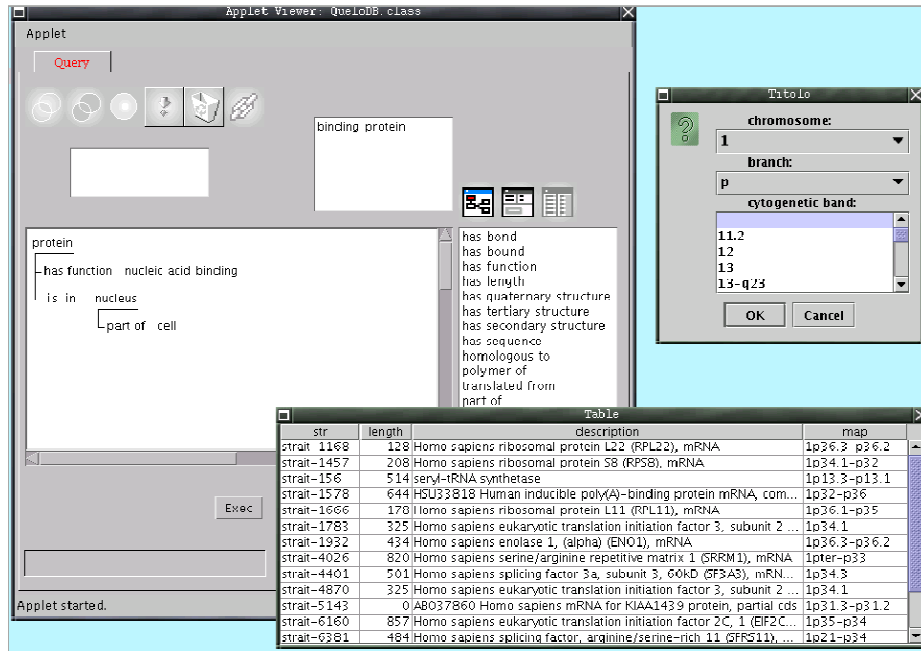 Applet Viewer: QueloDB.class
Applet
Query
binding protein
protein
has function nucleic acid binding
is in nucleus
part of cell
has bond
has bound
has function
has length
has quaternary structure
has tertiary structure
has secondary structure
has sequence
homologous to
polymer of
translated from
part of
Exec
Applet started.
Titolo
chromosome:
1
branch:
p
cytogenetic band:
11.2
12
13
13-q23
OK Cancel
Table
str length description map
strait-1168 128 Homo sapiens ribosomal protein L22 (RPL22), mRNA 1p36.3-p36.2
strait-1457 208 Homo sapiens ribosomal protein S8 (RPS8), mRNA 1p34.1-p32
strait-156 514 seryl-tRNA synthetase 1p13.3-p13.1
strait-1578 644 HSU33818 Human inducible poly(A)-binding protein mRNA, com... 1p32-p36
strait-1666 178 Homo sapiens ribosomal protein L11 (RPL11), mRNA 1p36.1-p35
strait-1783 325 Homo sapiens eukaryotic translation initiation factor 3, subunit 2 ... 1p34.1
strait-1932 434 Homo sapiens enolase 1, (alpha) (ENO1), mRNA 1p36.3-p36.2
strait-4026 820 Homo sapiens serine/arginine repetitive matrix 1 (SRRM1), mRNA 1pter-p33
strait-4401 501 Homo sapiens splicing factor 3a, subunit 3, 60kD (SF3A3), mRN... 1p34.3
strait-4870 325 Homo sapiens eukaryotic translation initiation factor 3, subunit 2 ... 1p34.1
strait-5143 0 AB037860 Homo sapiens mRNA for KIAA1439 protein, partial cds 1p31.3-p31.2
strait-6160 857 Homo sapiens eukaryotic translation initiation factor 2C, 1 (EIF2C... 1p35-p34
strait-6381 484 Homo sapiens splicing factor, arginine/serine-rich 11 (SFRS11), ... 1p21-p34